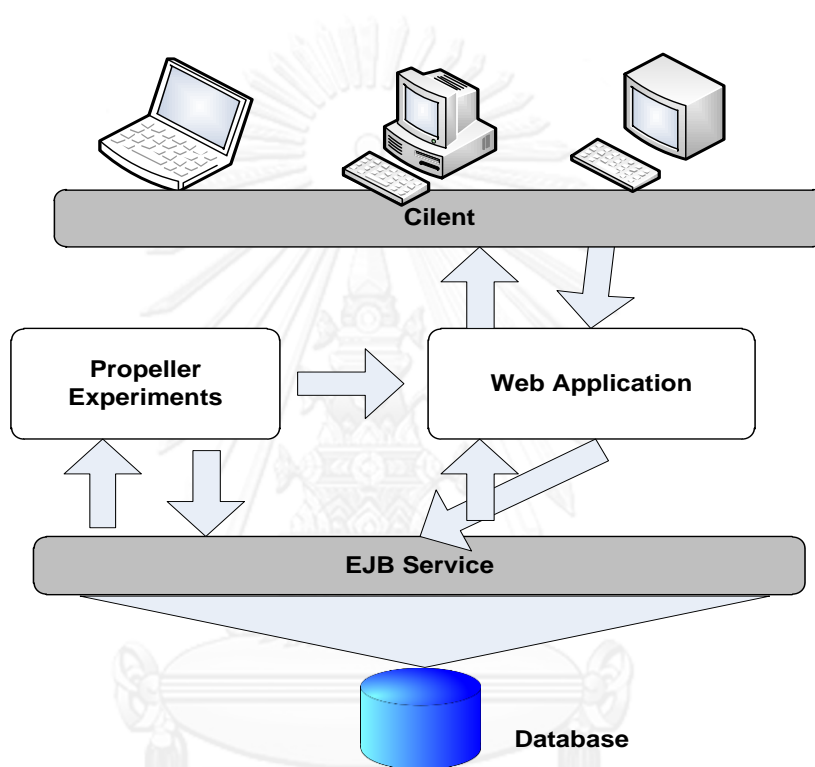 Cilent
Propeller
Experiments
Web Application
EJB Service
Database